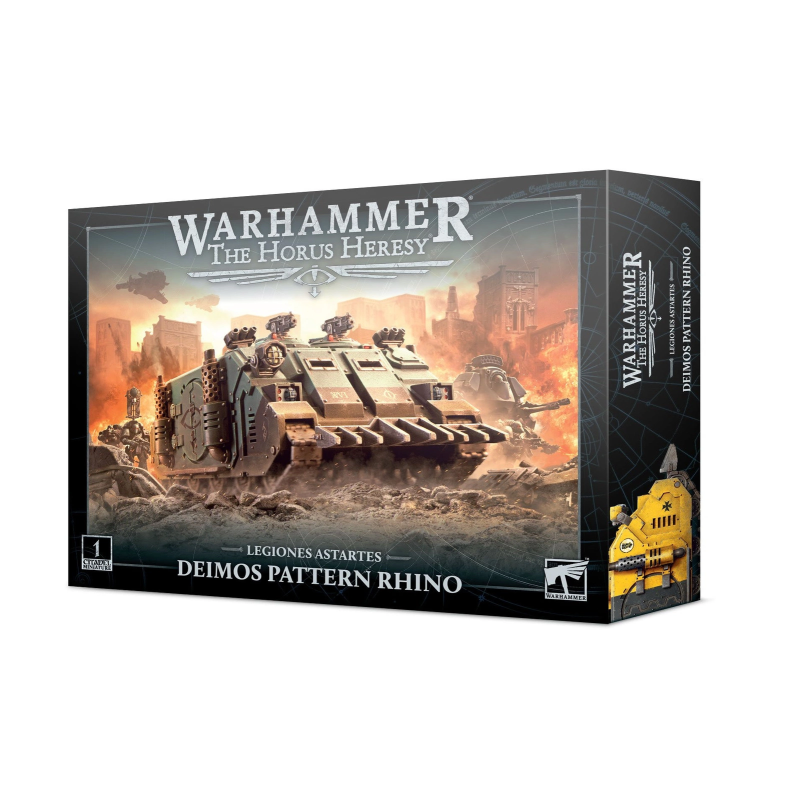 WARHAMMER
THE HORUS HERESY
LEGIONES ASTARTES
DEIMOS PATTERN RHINO
1
CITADEL
MINIATURE
WARHAMMER
WARHAMMER
THE HORUS HERESY
LEGIONES ASTARTES
DEIMOS PATTERN RHINO